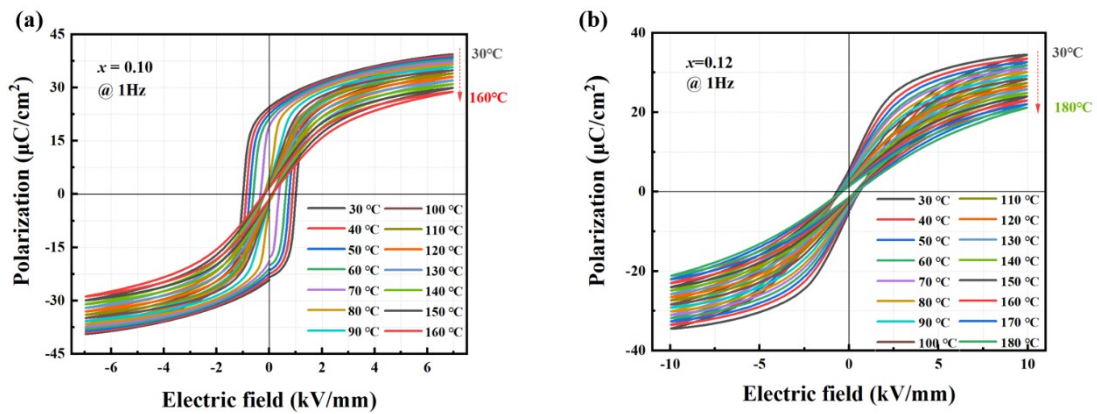 (a)
Polarization (μC/cm²)
45
30
15
0
-15
-30
-45
x = 0.10
@ 1Hz
30℃
160℃
30 ℃ 100 ℃
40 ℃ 110 ℃
50 ℃ 120 ℃
60 ℃ 130 ℃
70 ℃ 140 ℃
80 ℃ 150 ℃
90 ℃ 160 ℃
-6 -4 -2 0 2 4 6
Electric field (kV/mm)
(b)
Polarization (μC/cm²)
40
20
0
-20
-40
x=0.12
@ 1Hz
30℃
180℃
30 ℃ 110 ℃
40 ℃ 120 ℃
50 ℃ 130 ℃
60 ℃ 140 ℃
70 ℃ 150 ℃
80 ℃ 160 ℃
90 ℃ 170 ℃
100 ℃ 180 ℃
-10 -5 0 5 10
Electric field (kV/mm)